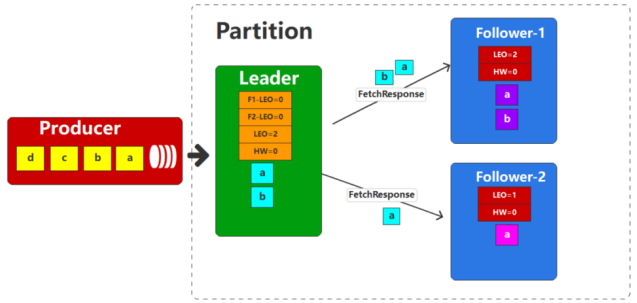 Partition
Producer
d c b a
Leader
F1-LEO=0
F2-LEO=0
LEO=2
HW=0
a
b
a
b
FetchResponse
FetchResponse
a
Follower-1
LEO=2
HW=0
a
b
Follower-2
LEO=1
HW=0
a